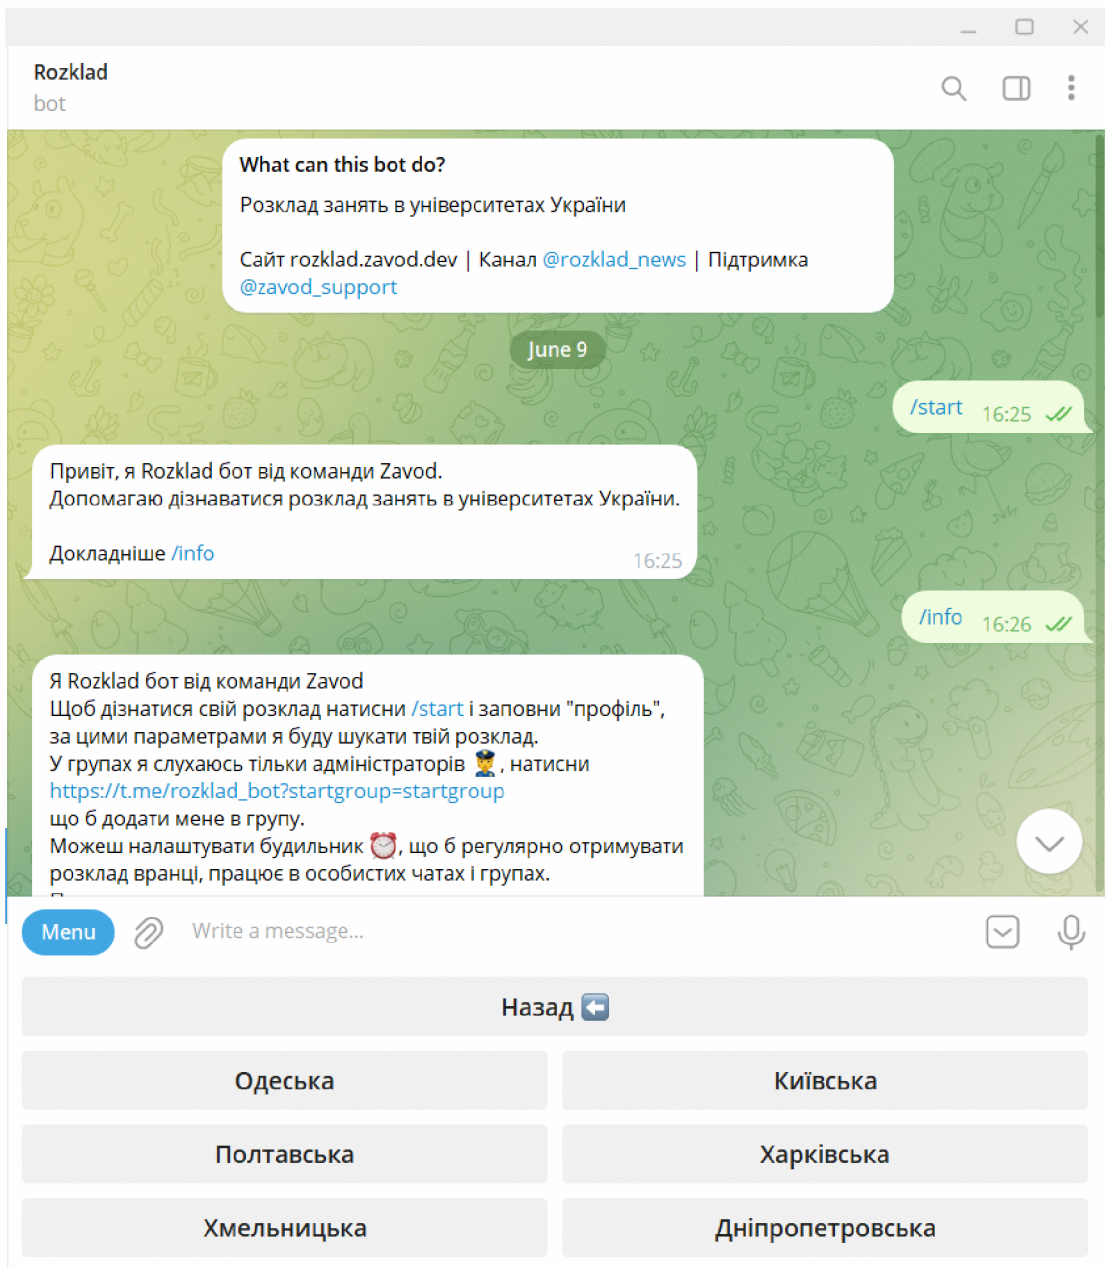 Rozklad
bot
What can this bot do?
Розклад занять в університетах України
Сайт rozklad.zavod.dev | Канал @rozklad_news | Підтримка
@zavod_support
June 9
/start 16:25
Привіт, я Rozklad бот від команди Zavod.
Допомагаю дізнаватися розклад занять в університетах України.
Докладніше /info
16:25
/info 16:26
Я Rozklad бот від команди Zavod
Щоб дізнатися свій розклад натисни /start і заповни "профіль",
за цими параметрами я буду шукати твій розклад.
У групах я слухаюсь тільки адміністраторів 👮, натисни
https://t.me/rozklad_bot?startgroup=startgroup
що б додати мене в групу.
Можеш налаштувати будильник ⏰, що б регулярно отримувати
розклад вранці, працює в особистих чатах і групах.
Menu
Write a message...
Назад ⬅️
Одеська
Київська
Полтавська
Харківська
Хмельницька
Дніпропетровська